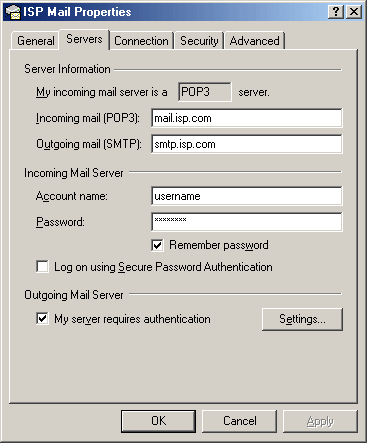 ISP Mail Properties
General Servers Connection Security Advanced
Server Information
My incoming mail server is a POP3 server.
Incoming mail (POP3): mail.isp.com
Outgoing mail (SMTP): smtp.isp.com
Incoming Mail Server
Account name: username
Password: ********
Remember password
Log on using Secure Password Authentication
Outgoing Mail Server
My server requires authentication Settings...
OK Cancel Apply